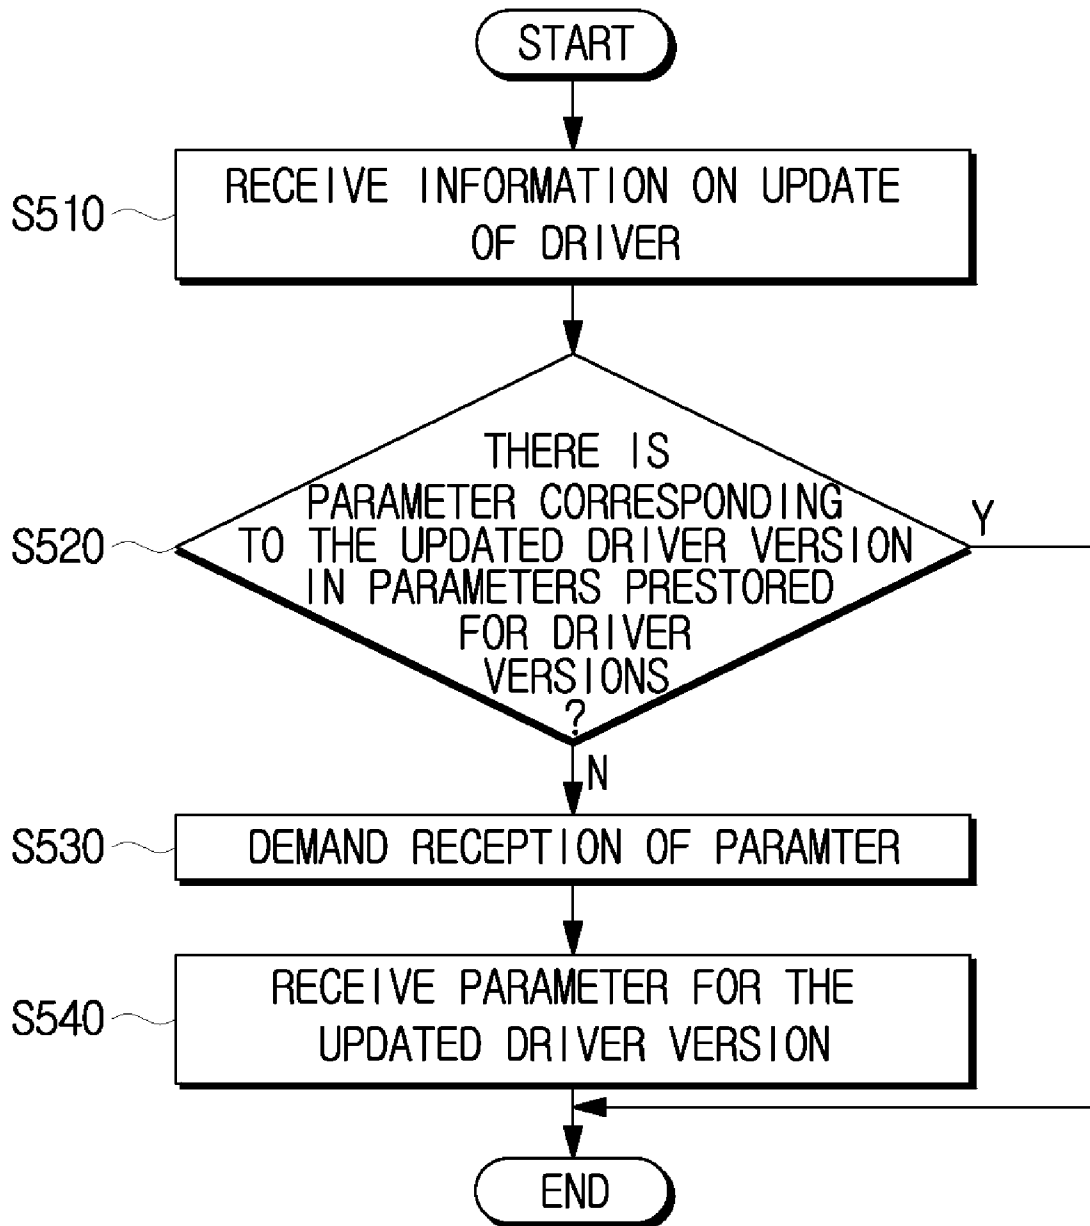 START
S510
RECEIVE INFORMATION ON UPDATE
OF DRIVER
S520
THERE IS
PARAMETER CORRESPONDING
TO THE UPDATED DRIVER VERSION
IN PARAMETERS PRESTORED
FOR DRIVER
VERSIONS
?
Y
N
S530
DEMAND RECEPTION OF PARAMTER
S540
RECEIVE PARAMETER FOR THE
UPDATED DRIVER VERSION
END